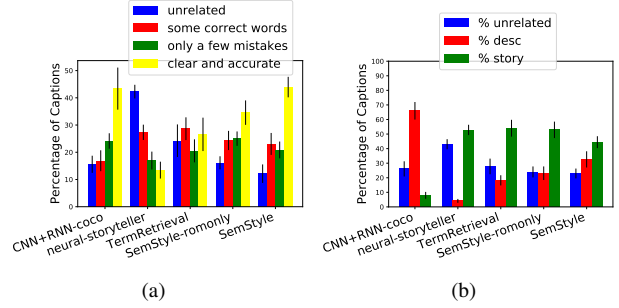 unrelated
some correct words
only a few mistakes
clear and accurate
Percentage of Captions
50
40
30
20
10
0
CNN+RNN-coco
neural-storyteller
TermRetrieval
SemStyle-romonly
SemStyle
(a)
% unrelated
% desc
% story
Percentage of Captions
100
90
80
70
60
50
40
30
20
10
0
CNN+RNN-coco
neural-storyteller
TermRetrieval
SemStyle-romonly
SemStyle
(b)